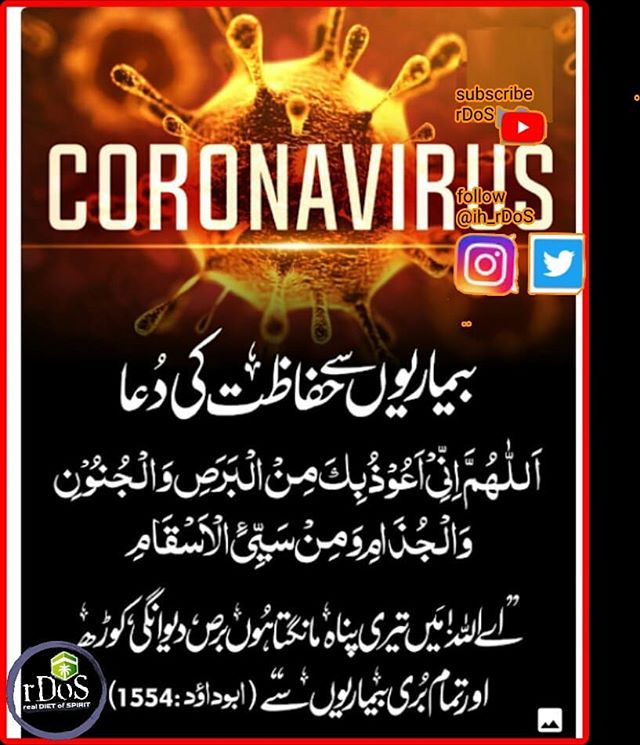 subscribe
rDoS
CORONAVIRUS
follow
@ih_rDoS
بیماریوں سے حفاظت کی دُعا
اَللّٰهُمَّ اِنِّیْۤ اَعُوْذُ بِكَ مِنْ الْبَرَصِ وَالْجُنُوْنِ
وَالْجُذَامِ وَمِنْ سَیِّئِ الْاَسْقَامِ
”اے اللہ! میں تیری پناہ مانگتا ہُوں برص، دیوانگی، کوڑھ،
اور تمام بُری بیماریوں سے“ (ابوداؤد:1554)
rDoS
real DIET of SPIRIT